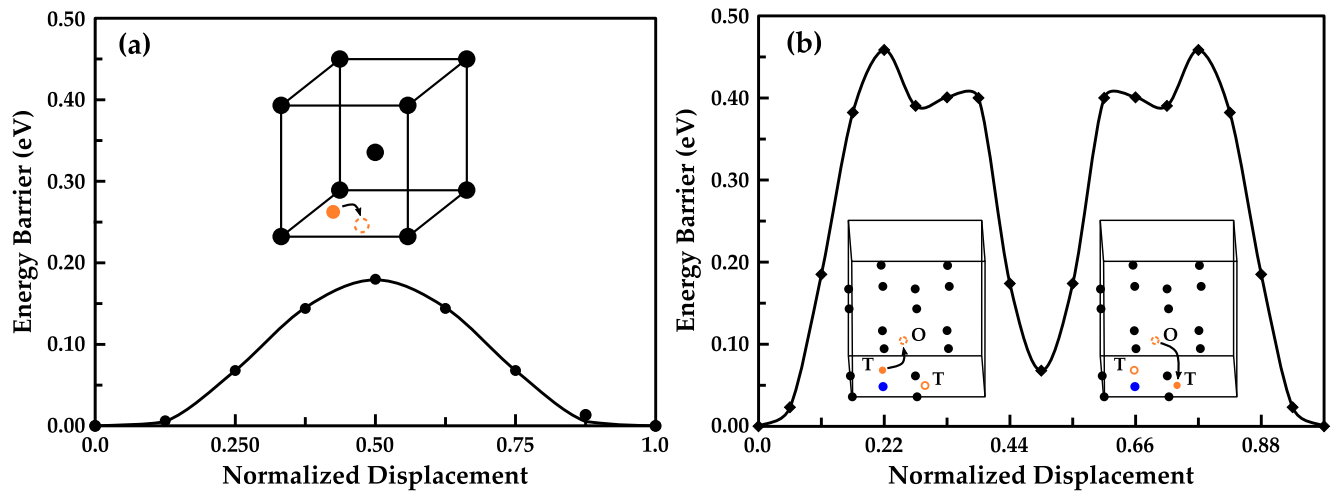 (a)
0.50
0.40
0.30
0.20
0.10
0.00
Energy Barrier (eV)
0.0
0.250
0.50
0.75
1.0
Normalized Displacement
(b)
0.50
0.40
0.30
0.20
0.10
0.00
Energy Barrier (eV)
O
T
T
O
T
T
0.00
0.22
0.44
0.66
0.88
Normalized Displacement